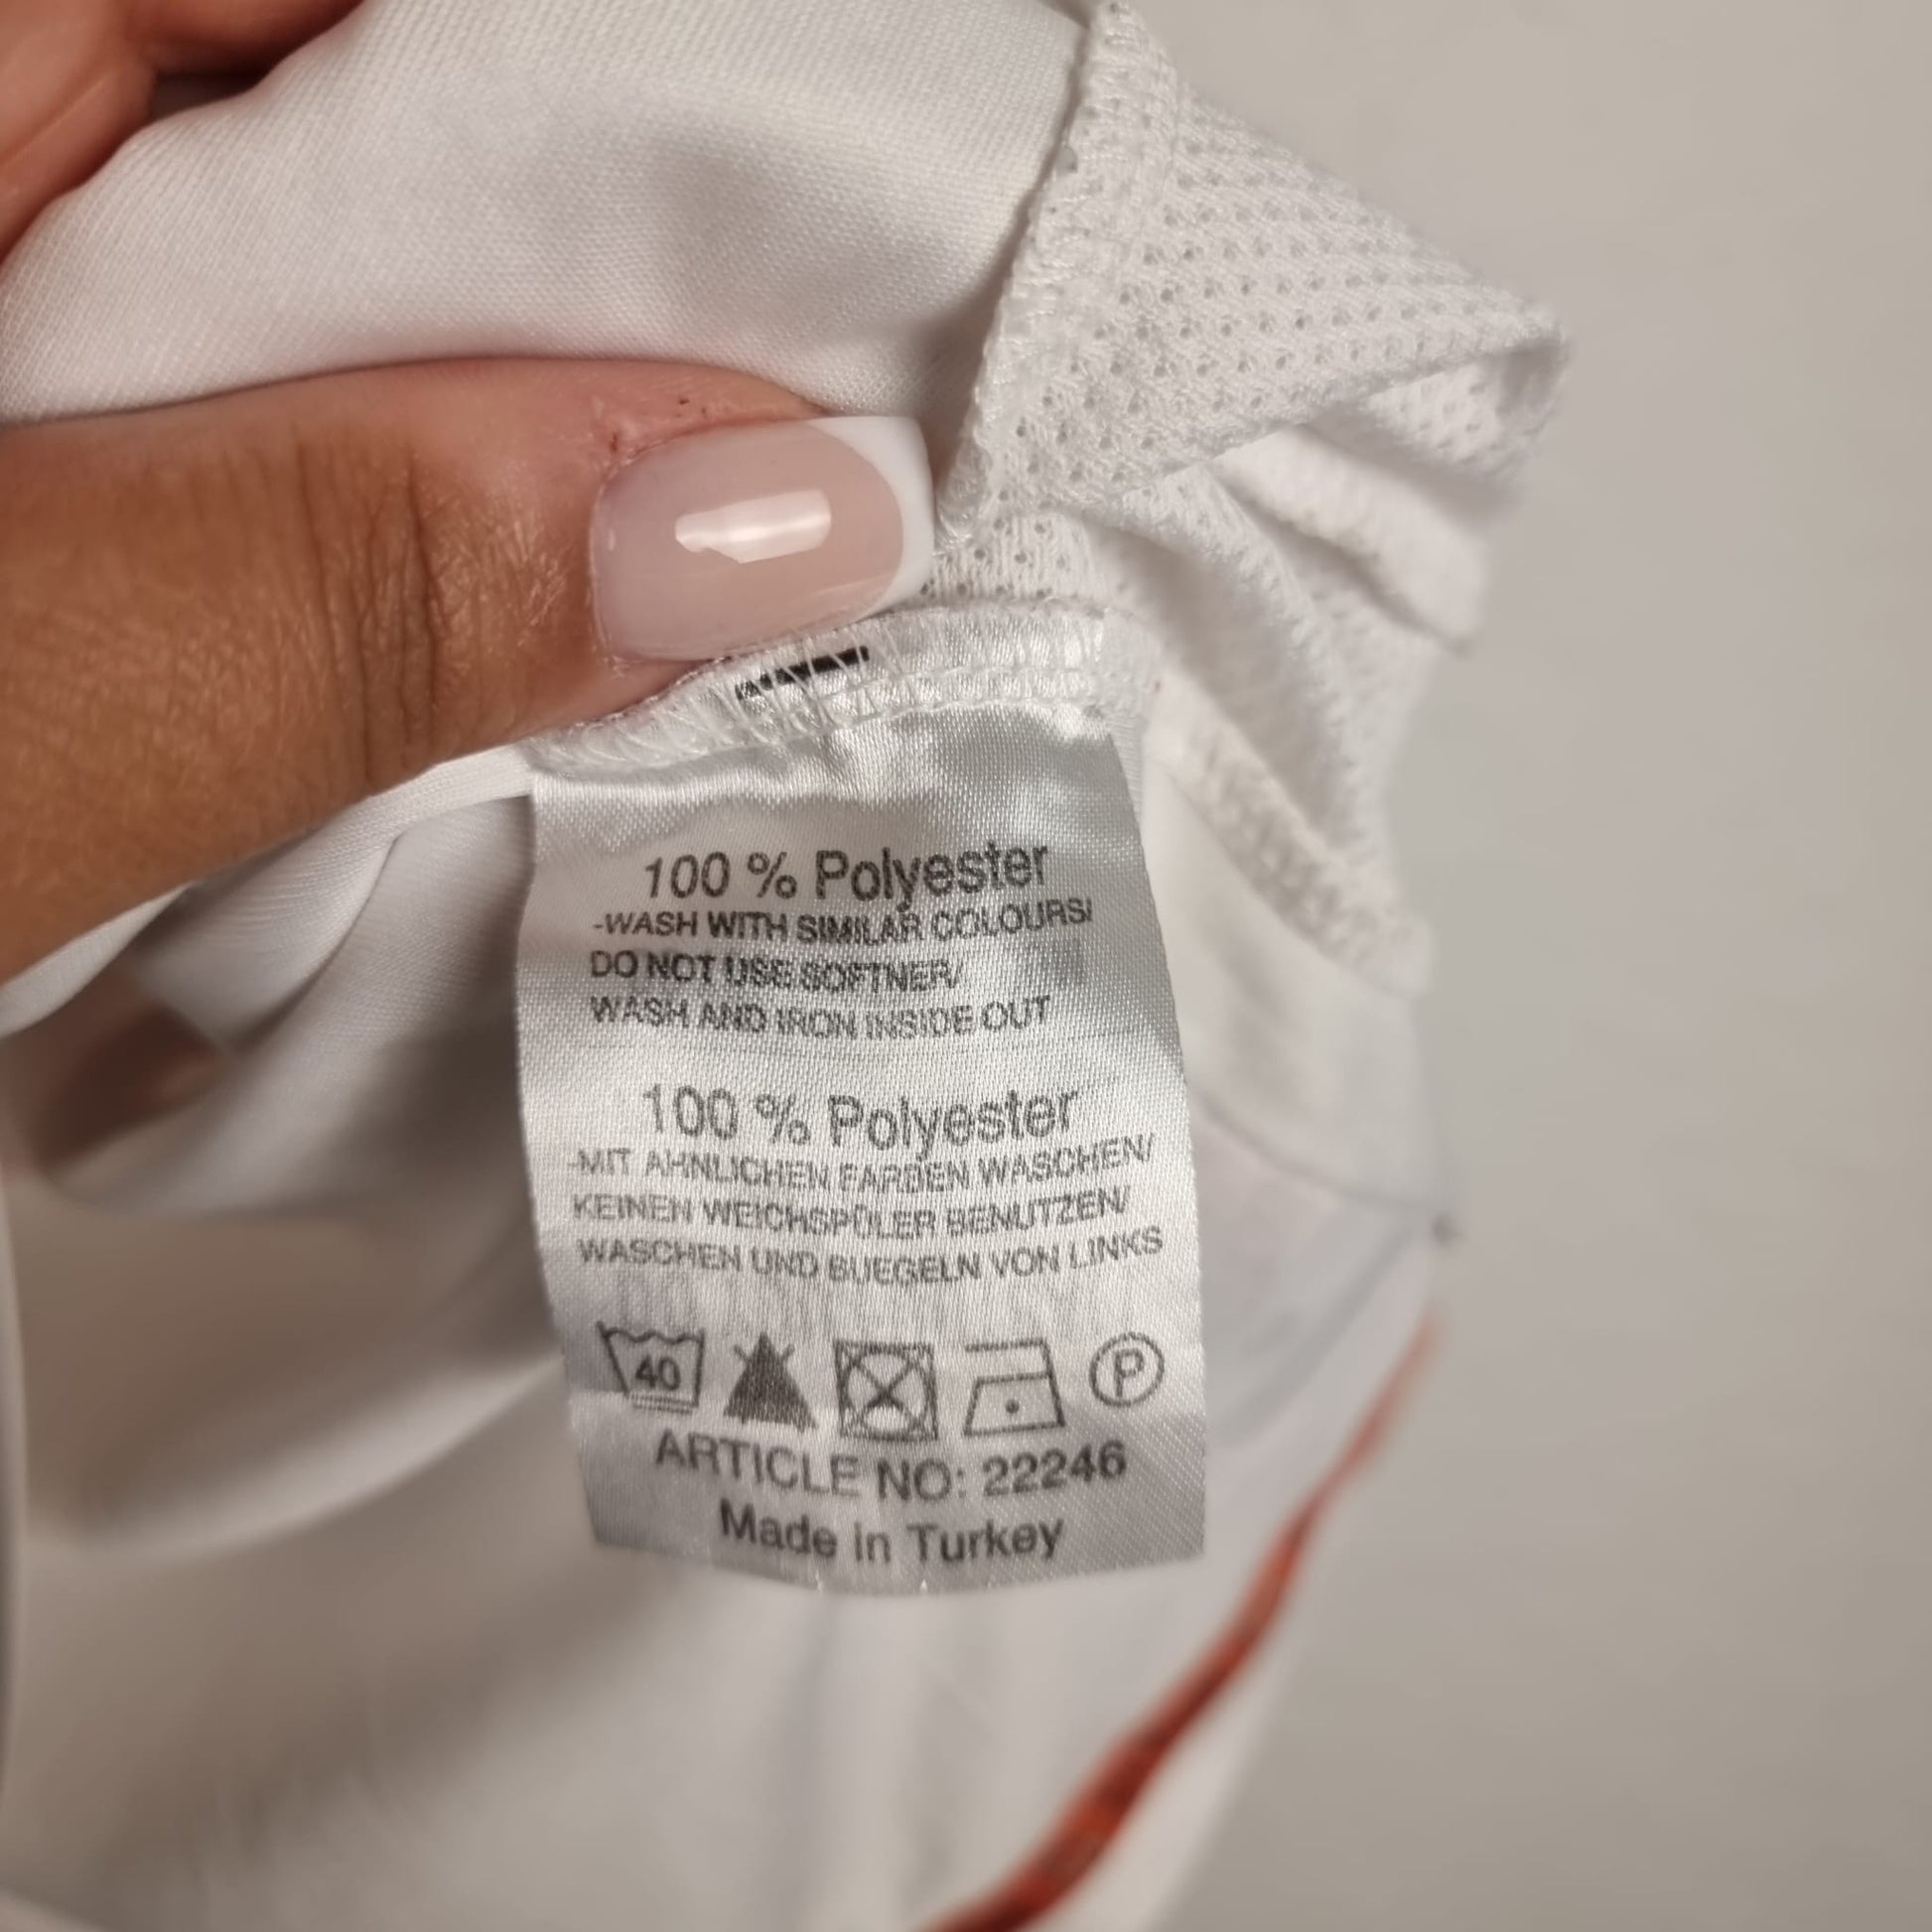 100 % Polyester
-WASH WITH SIMILAR COLOURS/
DO NOT USE SOFTNER/
WASH AND IRON INSIDE OUT
100 % Polyester
-MIT AHNLICHEN FARBEN WASCHEN/
KEINEN WEICHSPÜLER BENUTZEN/
WASCHEN UND BUEGELN VON LINKS
40 P
ARTICLE NO: 22246
Made in Turkey